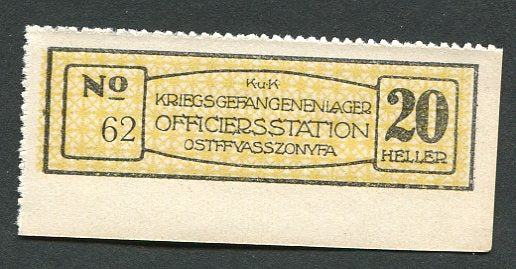 No
62
K.u.K
KRIEGSGEFANGENENLAGER
OFFICIERSSTATION
OSTFFVASSZONYFA
20
HELLER